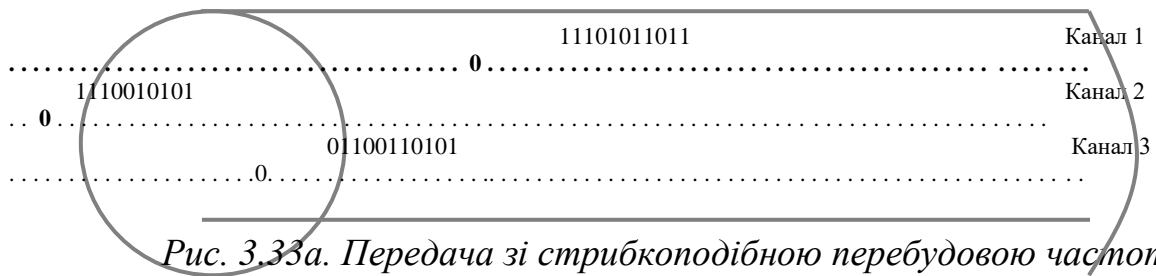 11101011011 Канал 1
. . . . . . . . . . . . . . . . . . . . . . . . . . . . . . . . . . . . . . 0 . . . . . . . . . . . . . . . . . . . . . . . . . . . . . . . . . . . . . . . . . . . . . . . . . .
1110010101 Канал 2
. . 0 . . . . . . . . . . . . . . . . . . . . . . . . . . . . . . . . . . . . . . . . . . . . . . . . . . . . . . . . . . . . . . . . . . . . . . . . . . . . . . . . . .
01100110101 Канал 3
. . . . . . . . . . . . . . . . . . . . .0. . . . . . . . . . . . . . . . . . .. . . . . . . . . . . . . . . . . . . . . . . . . . . . . . . . . . . . . . . . . . . . . . . . . .
Рис. 3.33а. Передача зі стрибкоподібною перебудовою частот